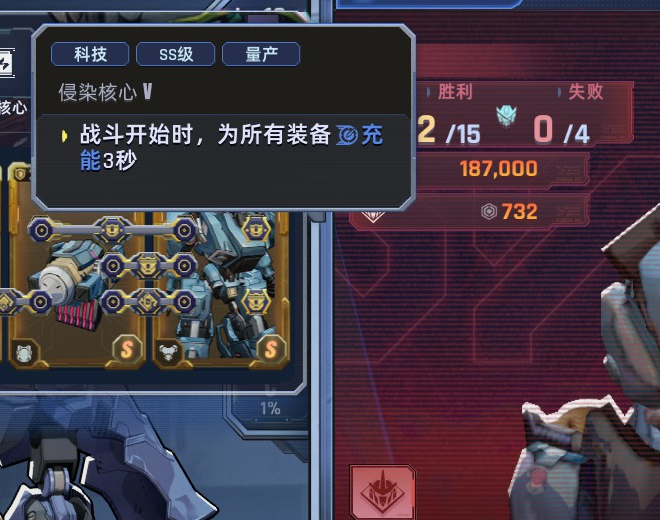 科技 SS级 量产
侵染核心 V
战斗开始时，为所有装备充
能3秒
核心
胜利 失败
2/15 0/4
187,000
732
S S
1%